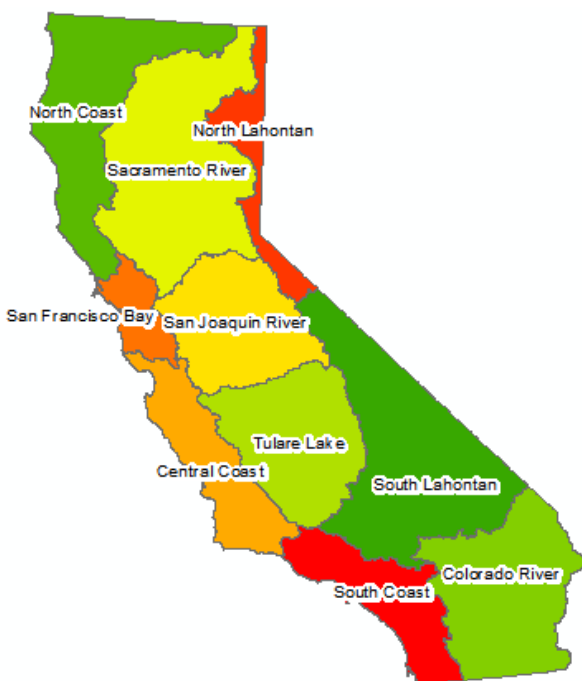 North Coast
North Lahontan
Sacramento River
San Francisco Bay
San Joaquin River
Tulare Lake
Central Coast
South Lahontan
Colorado River
South Coast